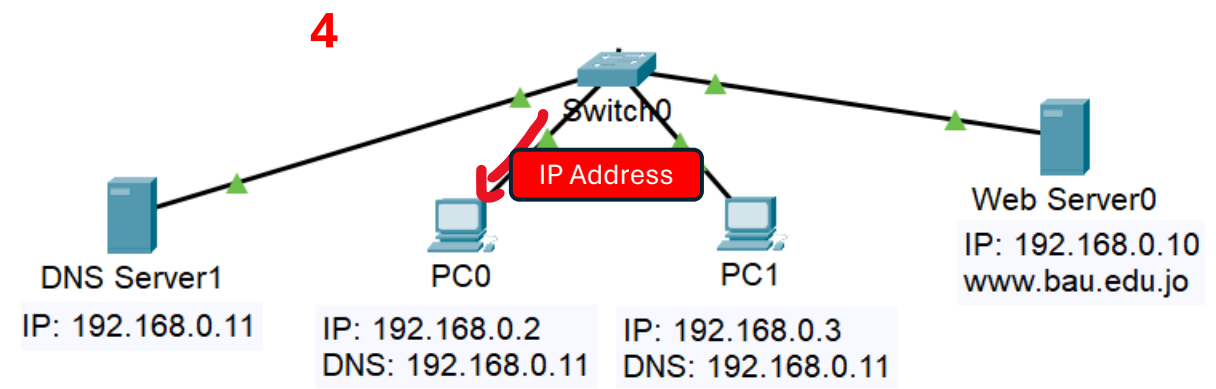 4
Switch0
IP Address
Web Server0
IP: 192.168.0.10
www.bau.edu.jo
DNS Server1
IP: 192.168.0.11
PC0
IP: 192.168.0.2
DNS: 192.168.0.11
PC1
IP: 192.168.0.3
DNS: 192.168.0.11